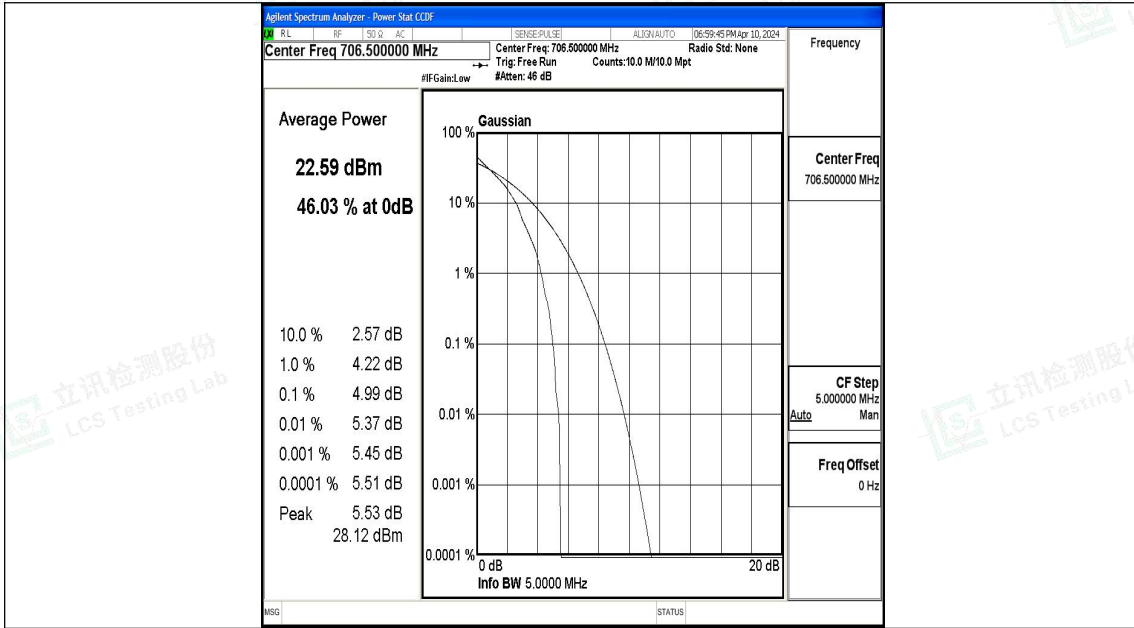 Agilent Spectrum Analyzer - Power Stat CCDF
LXI RL RF 50 Ω AC SENSE:PULSE ALIGN AUTO 06:59:45 PM Apr 10, 2024
Center Freq 706.500000 MHz
Center Freq: 706.500000 MHz Radio Std: None
Trig: Free Run Counts:10.0 M/10.0 Mpt
#IFGain:Low #Atten: 46 dB
Frequency
Average Power
22.59 dBm
46.03 % at 0dB
10.0 % 2.57 dB
1.0 % 4.22 dB
0.1 % 4.99 dB
0.01 % 5.37 dB
0.001 % 5.45 dB
0.0001 % 5.51 dB
Peak 5.53 dB
28.12 dBm
Gaussian
100 %
10 %
1 %
0.1 %
0.01 %
0.001 %
0.0001 %
0 dB 20 dB
Info BW 5.0000 MHz
Center Freq
706.500000 MHz
CF Step
5.000000 MHz
Auto Man
Freq Offset
0 Hz
MSG STATUS
立讯检测股份
LCS Testing Lab
立讯检测股份
LCS Testing L